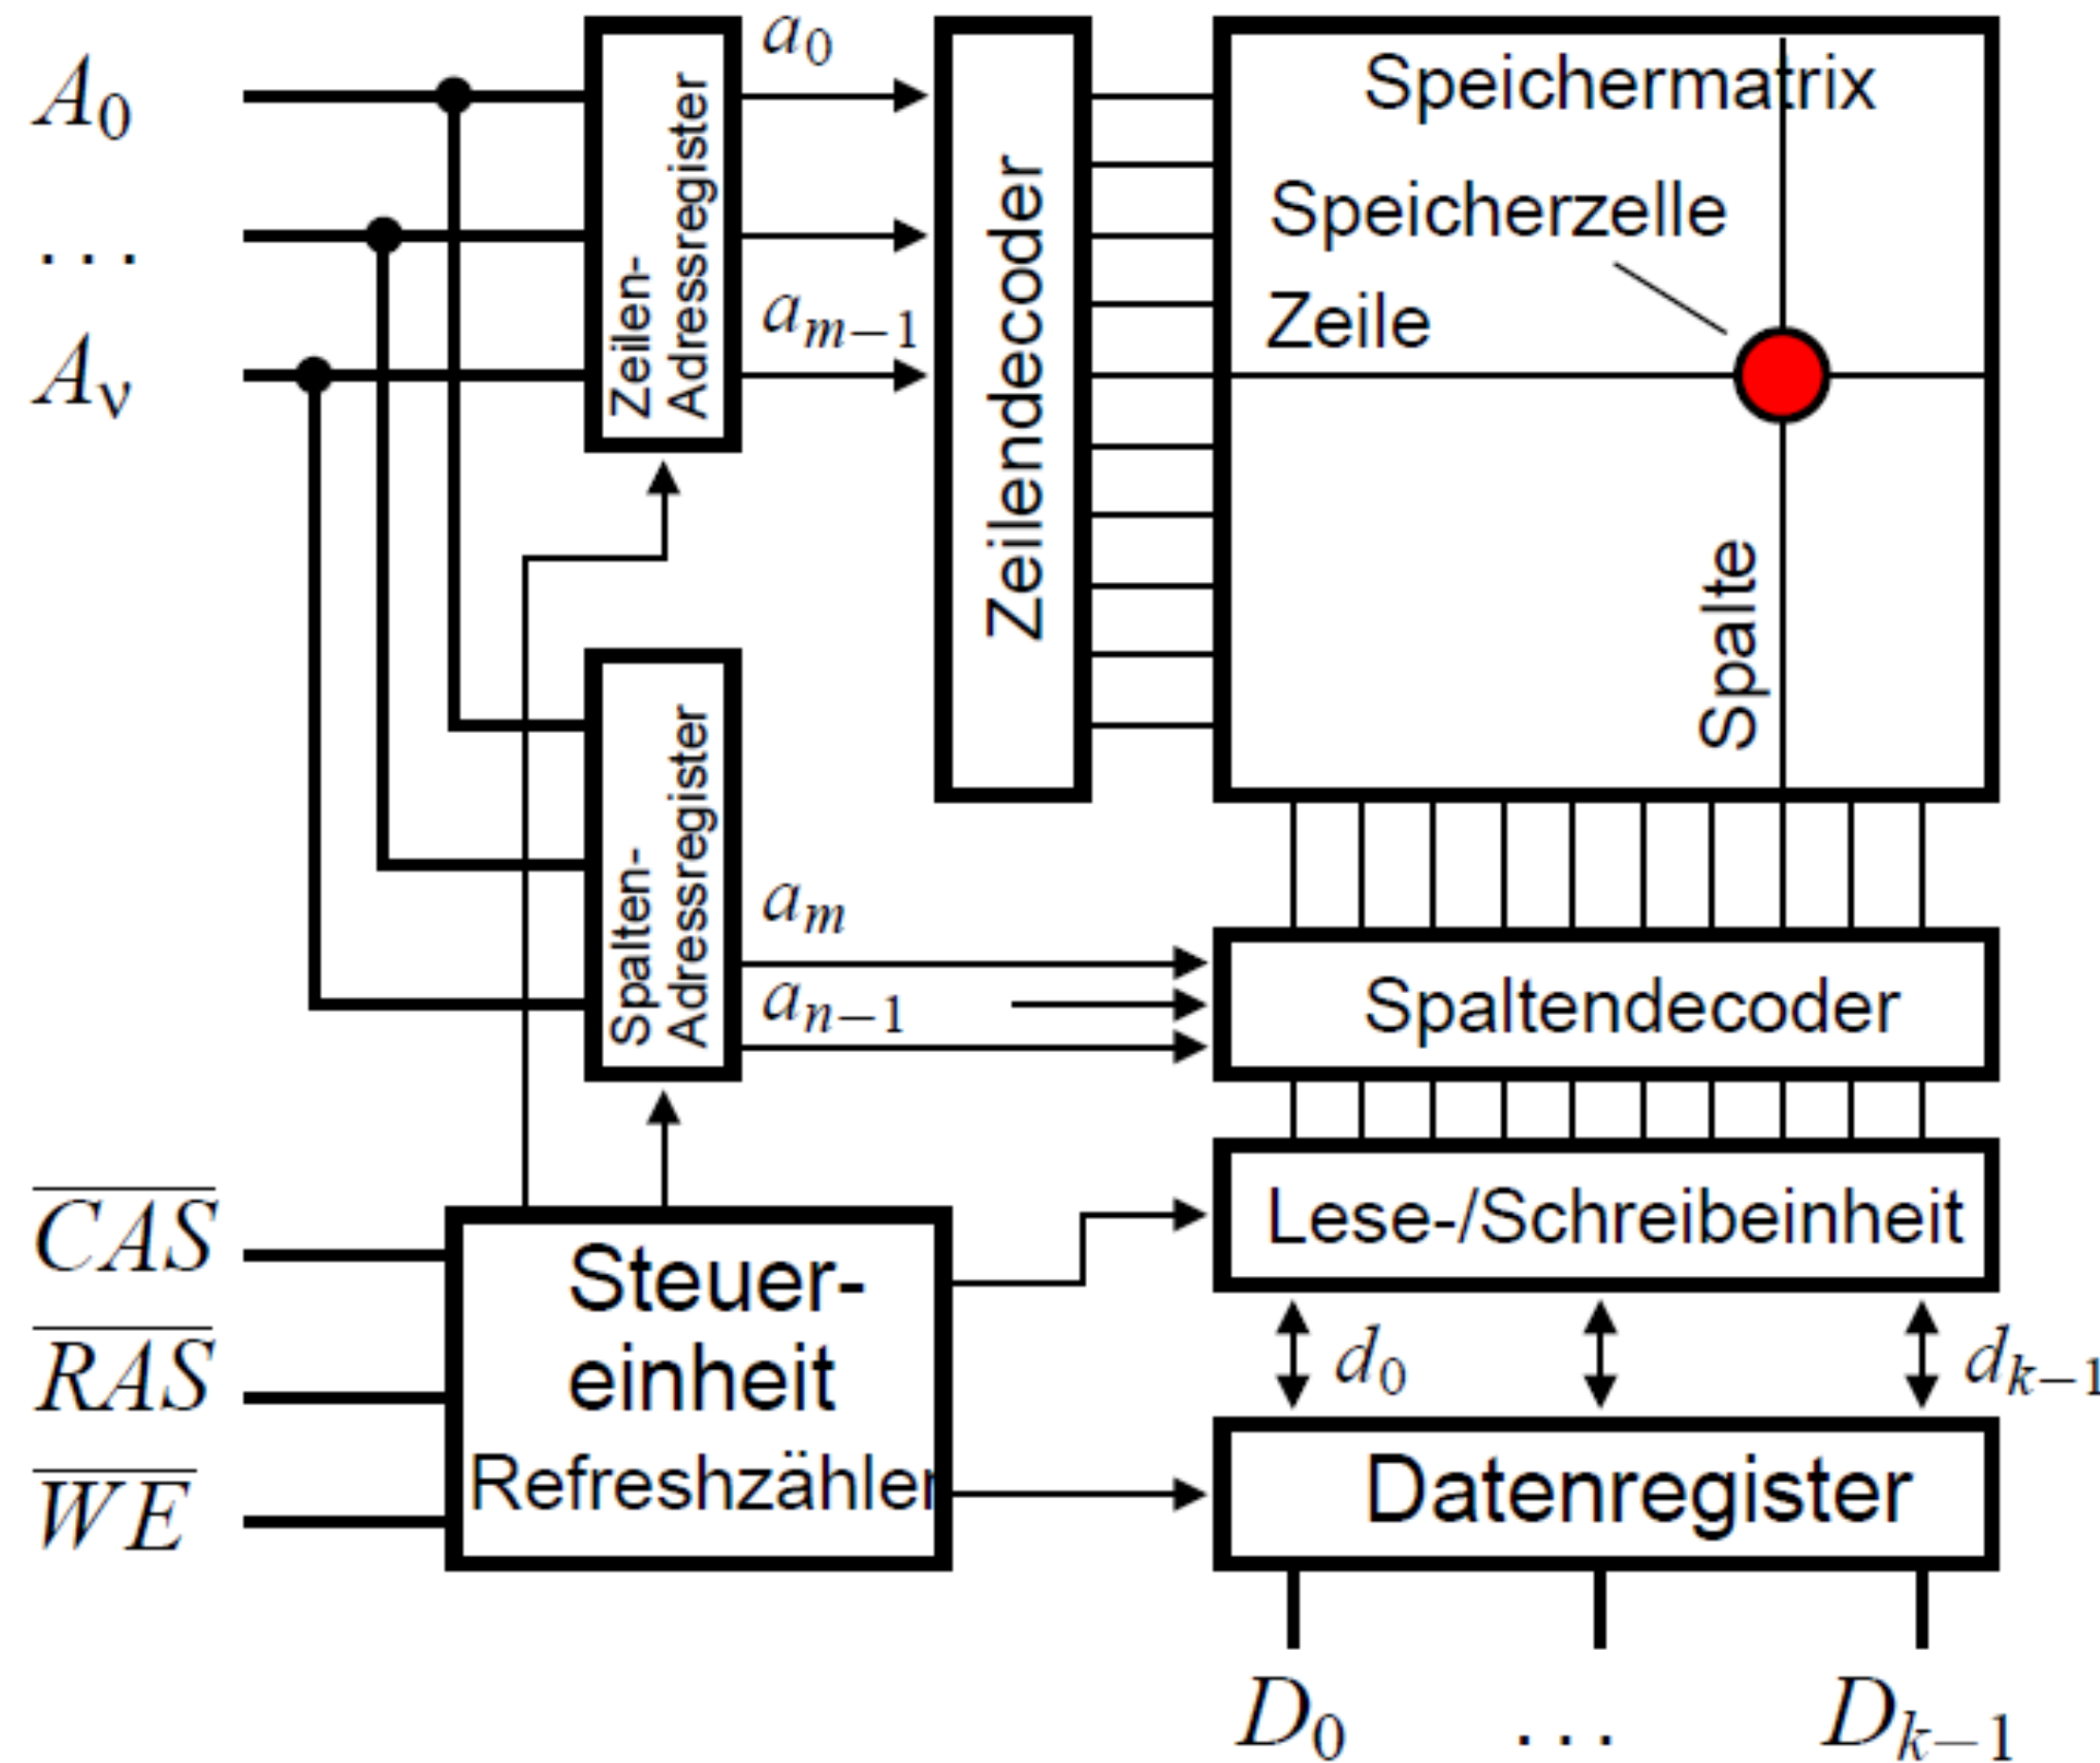 A0
...
Aν
Zeilen-
Adressregister
a0
am−1
Zeilendecoder
Speichermatrix
Speicherzelle
Zeile
Spalte
Spalten-
Adressregister
am
an−1
Spaltendecoder
CAS
RAS
WE
Steuer-
einheit
Refreshzähler
Lese-/Schreibeinheit
d0
dk−1
Datenregister
D0 ... Dk−1